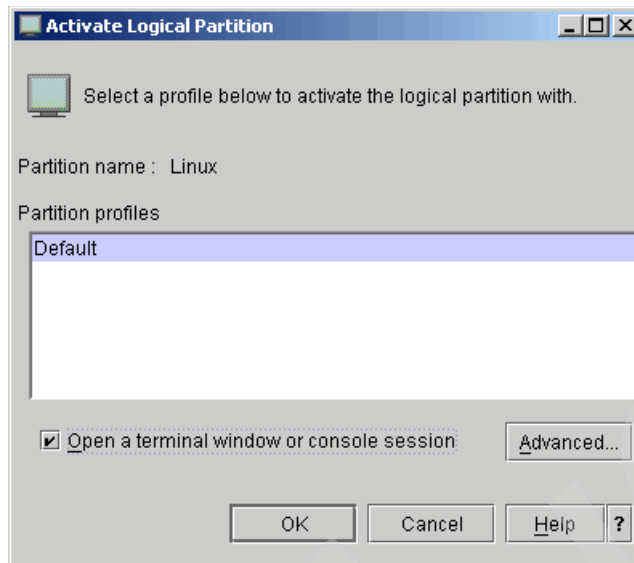 Activate Logical Partition
Select a profile below to activate the logical partition with.
Partition name : Linux
Partition profiles
Default
Open a terminal window or console session
Advanced...
OK
Cancel
Help
?